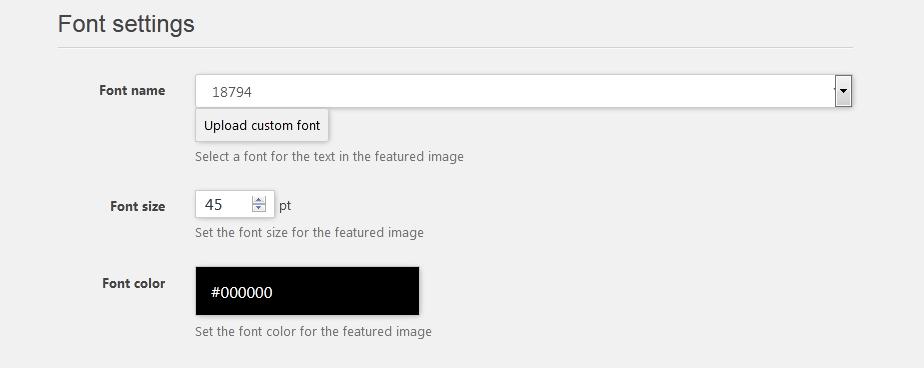 Font settings
Font name
18794
Upload custom font
Select a font for the text in the featured image
Font size
45 pt
Set the font size for the featured image
Font color
#000000
Set the font color for the featured image